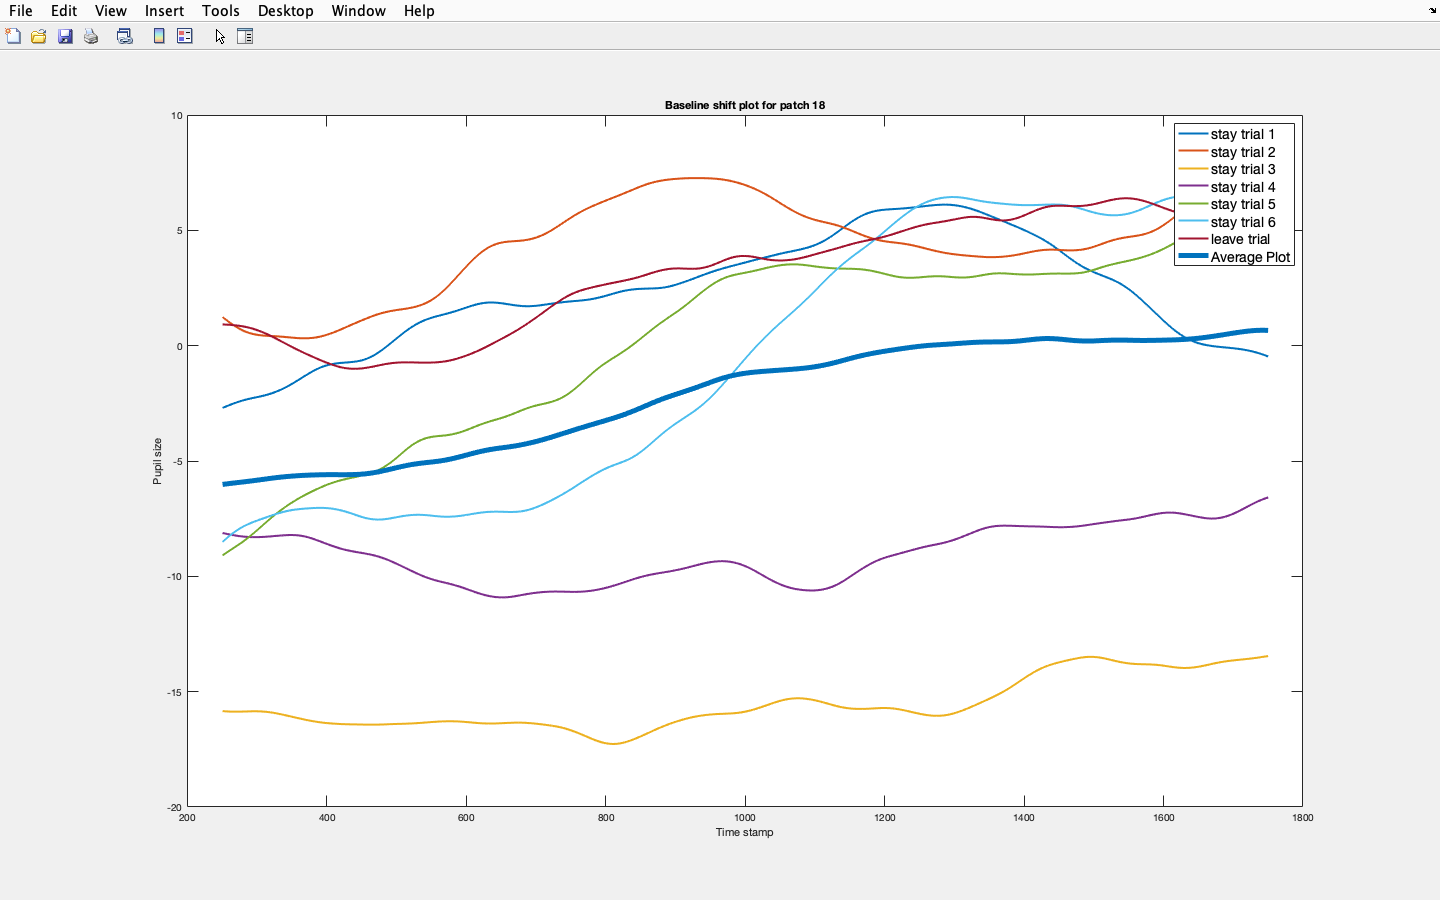 File Edit View Insert Tools Desktop Window Help
Baseline shift plot for patch 18
10
5
0
-5
-10
-15
-20
Pupil size
stay trial 1
stay trial 2
stay trial 3
stay trial 4
stay trial 5
stay trial 6
leave trial
Average Plot
200 400 600 800 1000 1200 1400 1600 1800
Time stamp